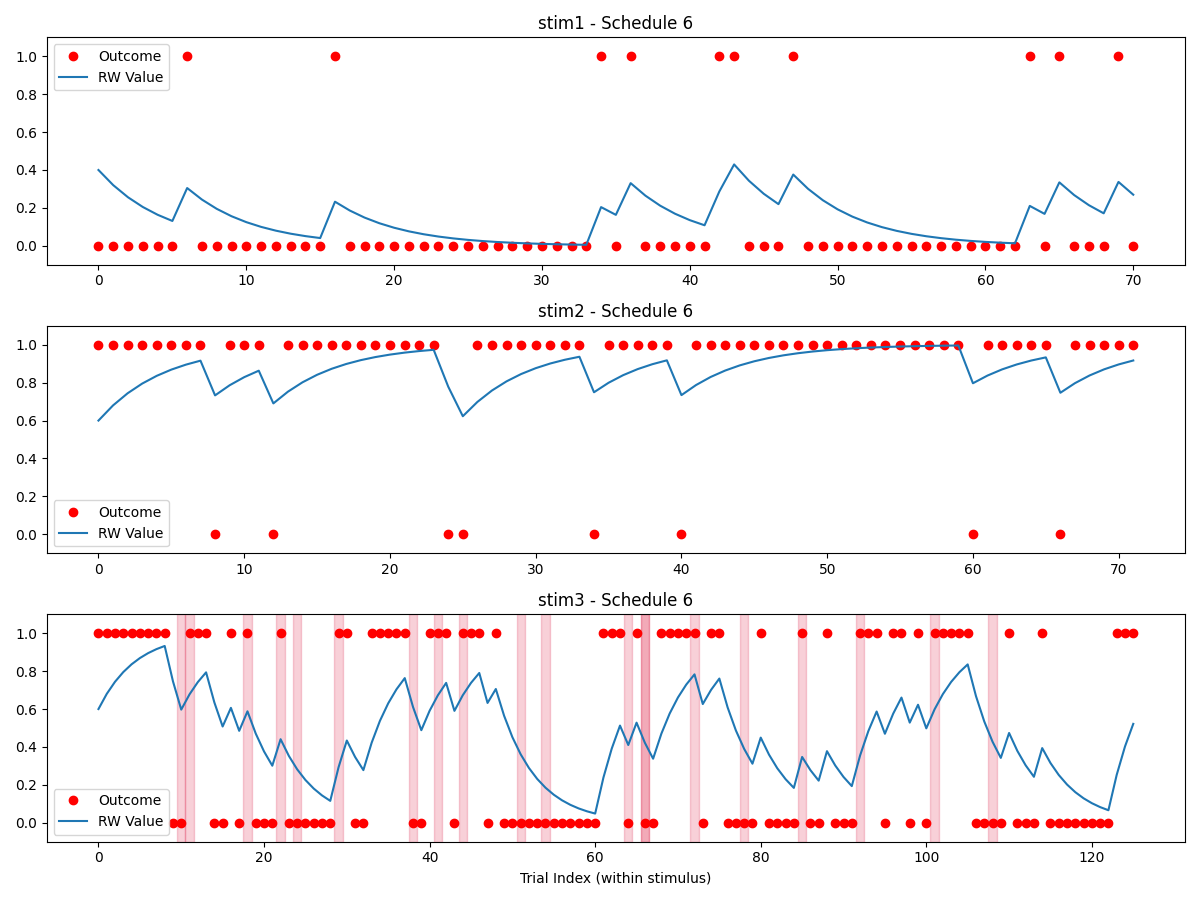 stim1 - Schedule 6
1.0
0.8
0.6
0.4
0.2
0.0
Outcome
RW Value
0 10 20 30 40 50 60 70
stim2 - Schedule 6
1.0
0.8
0.6
0.4
0.2
0.0
Outcome
RW Value
0 10 20 30 40 50 60 70
stim3 - Schedule 6
1.0
0.8
0.6
0.4
0.2
0.0
Outcome
RW Value
0 20 40 60 80 100 120
Trial Index (within stimulus)